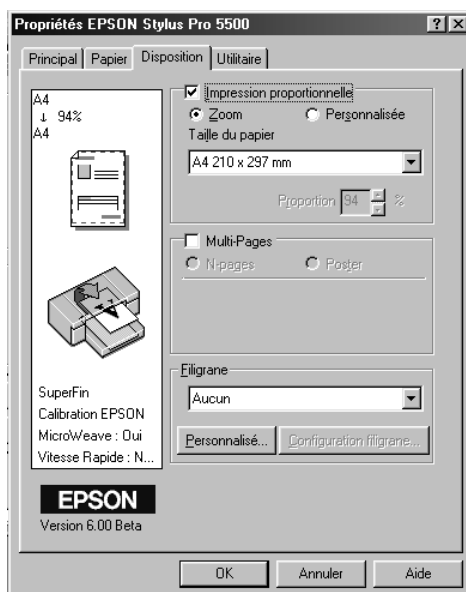 Propriétés EPSON Stylus Pro 5500
Principal Papier Disposition Utilitaire
A4
↓ 94%
A4
Impression proportionnelle
Zoom Personnalisée
Taille du papier
A4 210 x 297 mm
Proportion 94 %
Multi-Pages
N-pages Poster
SuperFin
Calibration EPSON
MicroWeave : Oui
Vitesse Rapide : N...
Filigrane
Aucun
Personnalisé... Configuration filigrane...
EPSON
Version 6.00 Beta
OK Annuler Aide